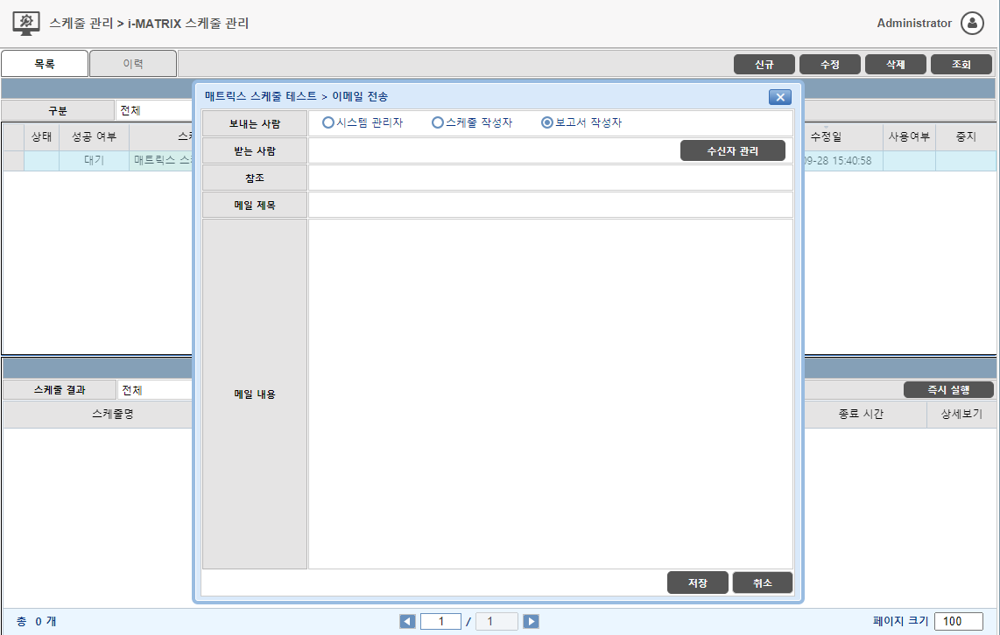 스케줄 관리 > i-MATRIX 스케줄 관리
Administrator
목록 이력 신규 수정 삭제 조회
매트릭스 스케줄 테스트 > 이메일 전송
구분 전체
보내는 사람 시스템 관리자 스케줄 작성자 보고서 작성자
상태 성공 여부 수정일 사용여부 중지
받는 사람 수신자 관리
대기 매트릭스 09-28 15:40:58
참조
메일 제목
메일 내용
스케줄 결과 전체 즉시 실행
스케줄명 종료 시간 상세보기
저장 취소
총 0 개 1 / 1 페이지 크기 100